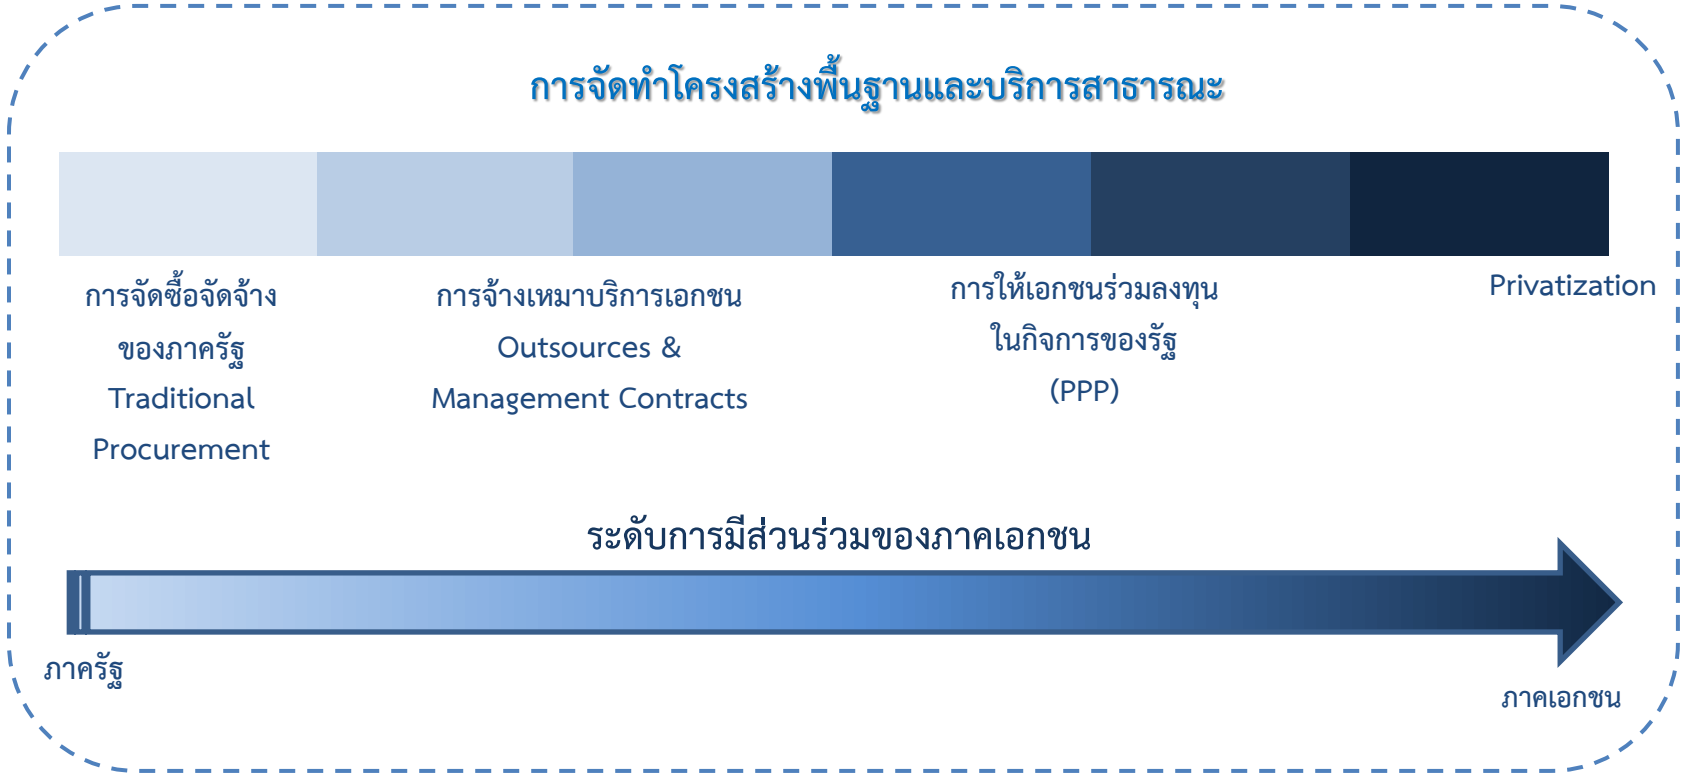 การจัดทำโครงสร้างพื้นฐานและบริการสาธารณะ
การจัดซื้อจัดจ้าง
ของภาครัฐ
Traditional
Procurement
การจ้างเหมาบริการเอกชน
Outsources &
Management Contracts
การให้เอกชนร่วมลงทุน
ในกิจการของรัฐ
(PPP)
Privatization
ระดับการมีส่วนร่วมของภาคเอกชน
ภาครัฐ
ภาคเอกชน